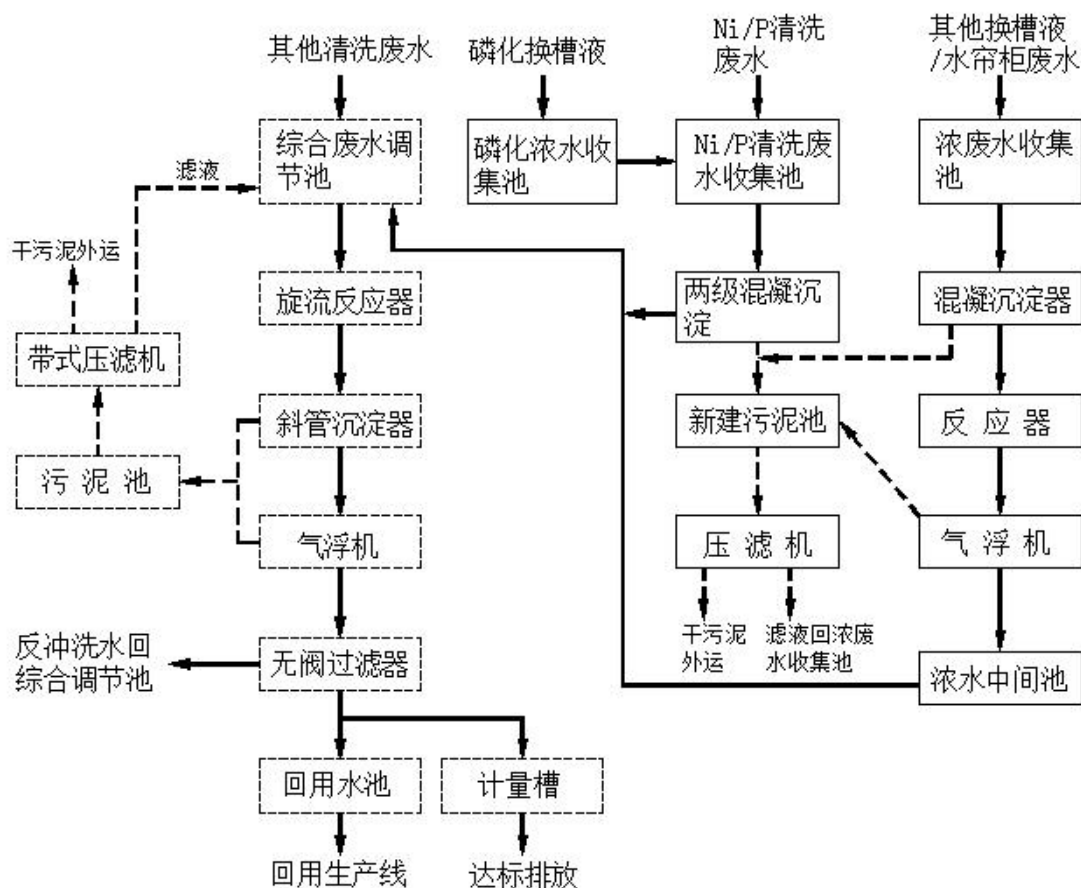 其他清洗废水
磷化换槽液
Ni/P清洗
废水
其他换槽液
/水帘柜废水
综合废水调
节池
磷化浓水收
集池
Ni/P清洗废
水收集池
浓废水收集
池
滤液
干污泥外运
旋流反应器
两级混凝沉
淀
混凝沉淀器
带式压滤机
斜管沉淀器
新建污泥池
反应器
污泥池
气浮机
压滤机
气浮机
反冲洗水回
综合调节池
无阀过滤器
干污泥
外运
滤液回浓废
水收集池
浓水中间池
回用水池
计量槽
回用生产线
达标排放